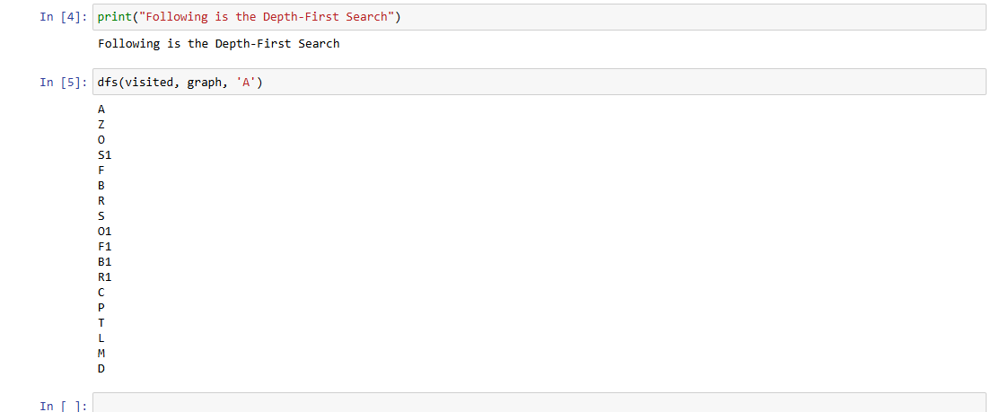 In [4]: print("Following is the Depth-First Search")
Following is the Depth-First Search
In [5]: dfs(visited, graph, 'A')
A
Z
O
S1
F
B
R
S
O1
F1
B1
R1
C
P
T
L
M
D
In [ ]: